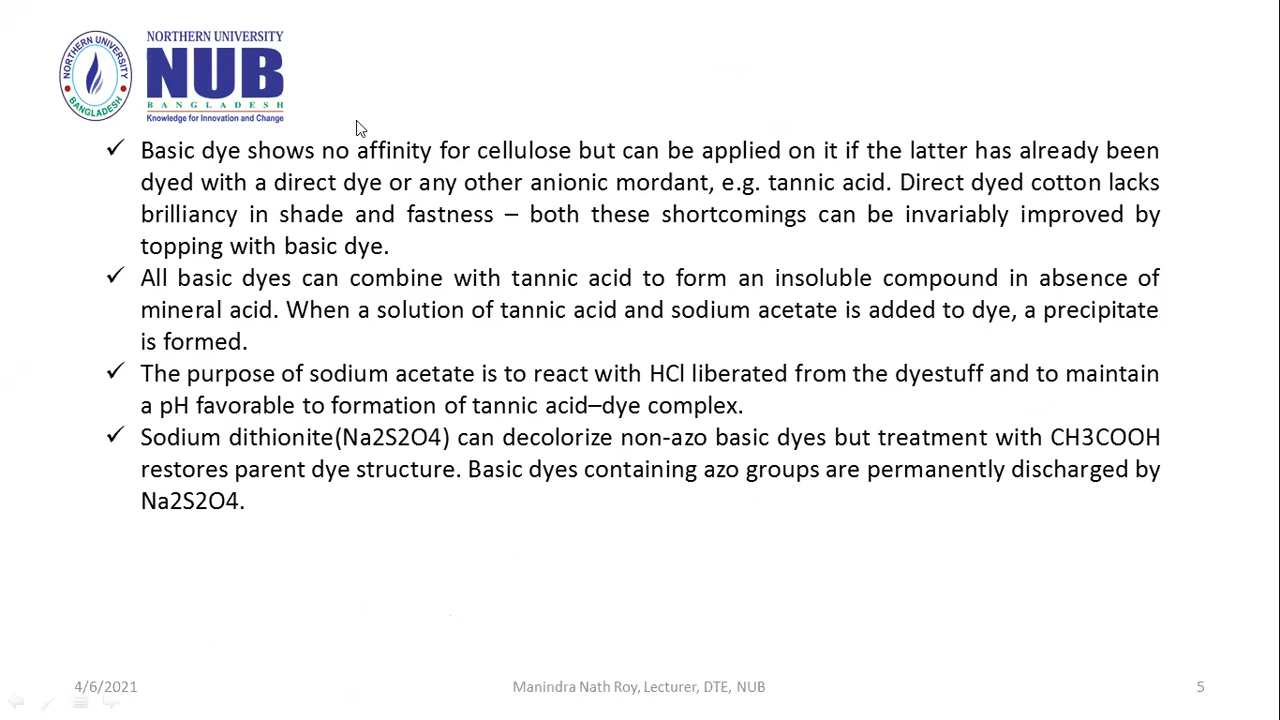 NORTHERN UNIVERSITY
BANGLADESH
NORTHERN UNIVERSITY
NUB
BANGLADESH
Knowledge for Innovation and Change
✓ Basic dye shows no affinity for cellulose but can be applied on it if the latter has already been
dyed with a direct dye or any other anionic mordant, e.g. tannic acid. Direct dyed cotton lacks
brilliancy in shade and fastness – both these shortcomings can be invariably improved by
topping with basic dye.
✓ All basic dyes can combine with tannic acid to form an insoluble compound in absence of
mineral acid. When a solution of tannic acid and sodium acetate is added to dye, a precipitate
is formed.
✓ The purpose of sodium acetate is to react with HCl liberated from the dyestuff and to maintain
a pH favorable to formation of tannic acid–dye complex.
✓ Sodium dithionite(Na2S2O4) can decolorize non-azo basic dyes but treatment with CH3COOH
restores parent dye structure. Basic dyes containing azo groups are permanently discharged by
Na2S2O4.
4/6/2021
Manindra Nath Roy, Lecturer, DTE, NUB
5